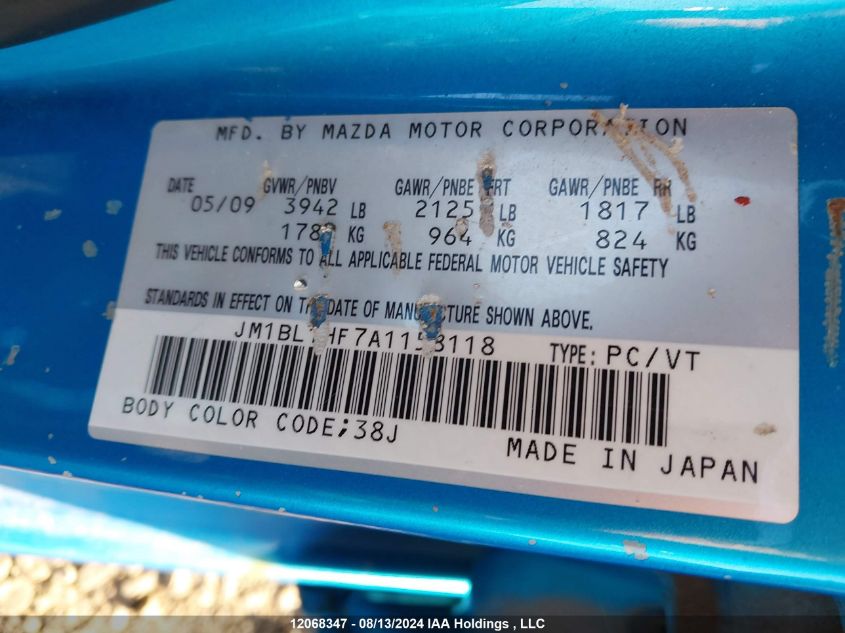 MFD. BY MAZDA MOTOR CORPORATION
DATE GVWR/PNBV GAWR/PNBE FRT GAWR/PNBE RR
05/09 3942 LB 2125 LB 1817 LB
KG 964 KG 824 KG
THIS VEHICLE CONFORMS TO ALL APPLICABLE FEDERAL MOTOR VEHICLE SAFETY
STANDARDS IN EFFECT ON THE DATE OF MANUFACTURE SHOWN ABOVE.
TYPE: PC/VT
BODY COLOR CODE;38J
MADE IN JAPAN
12068347 - 08/13/2024 IAA Holdings , LLC